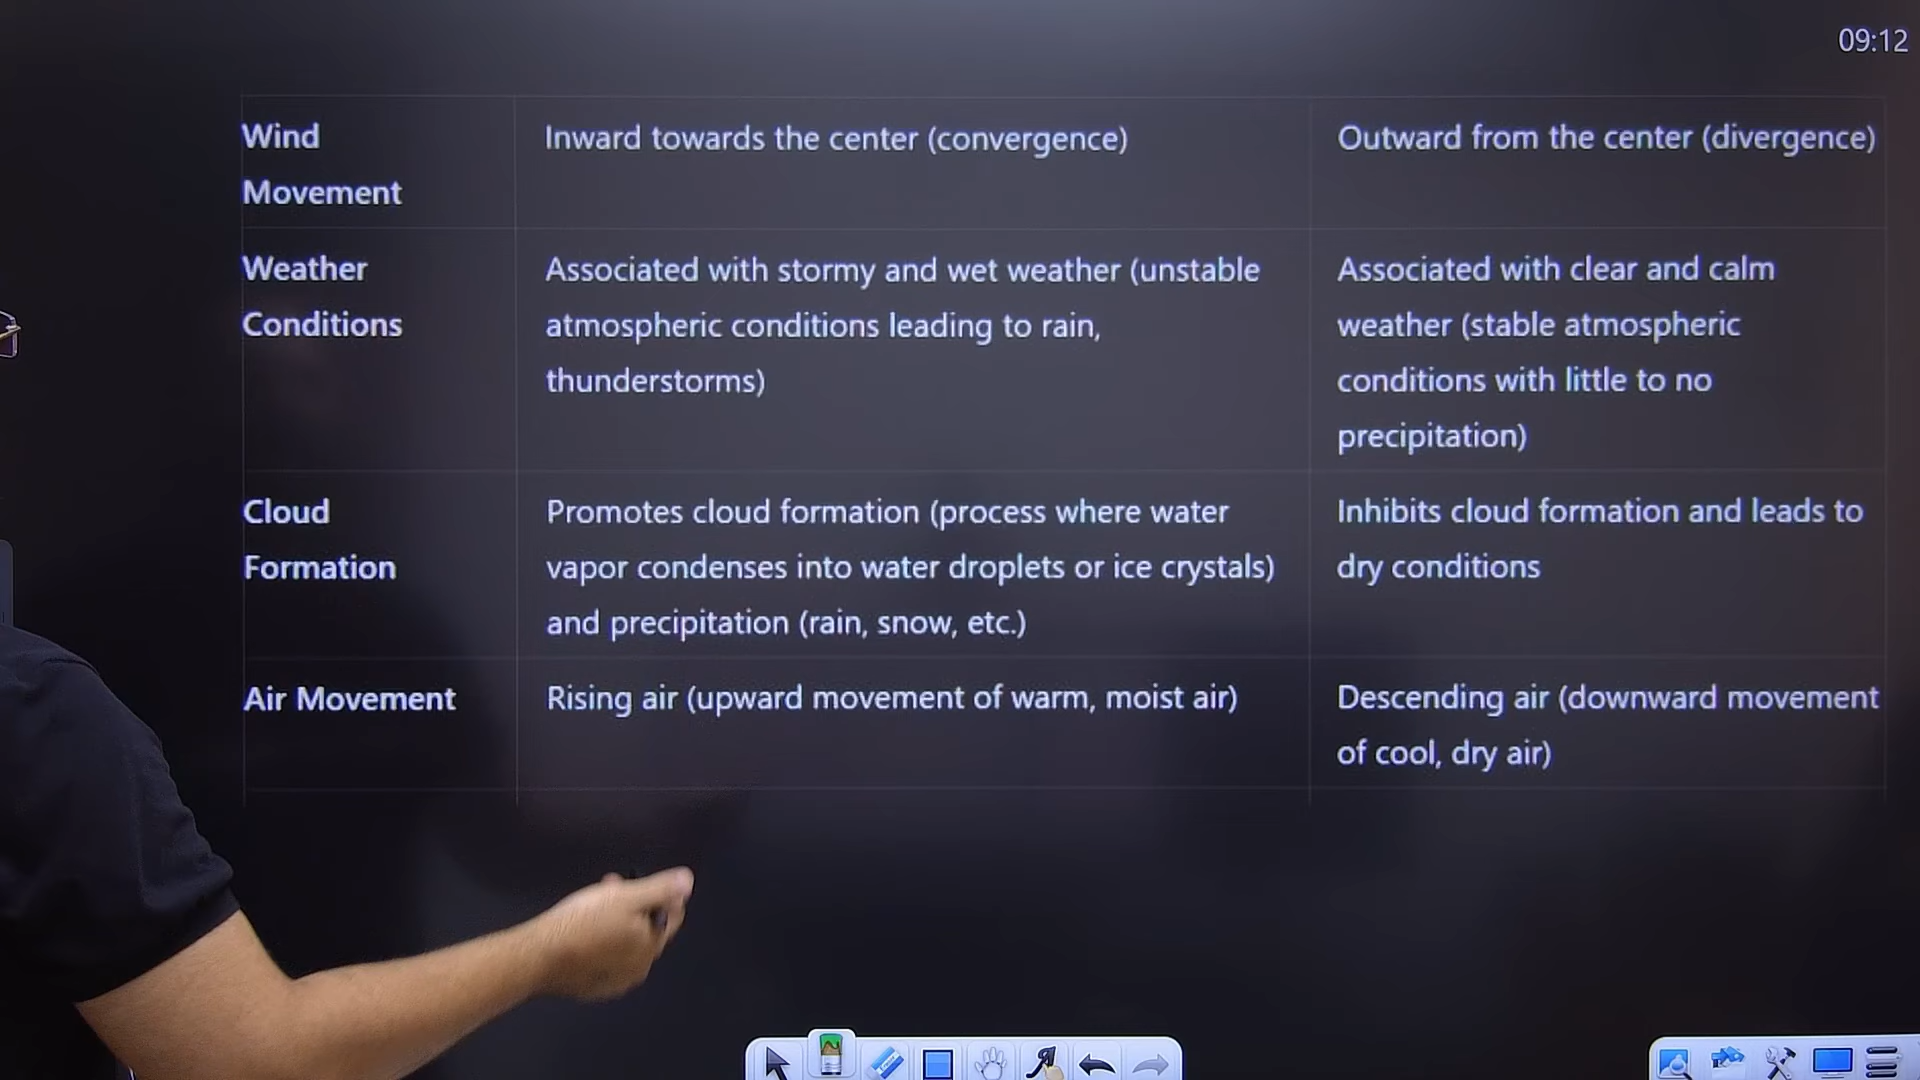 09:12
Wind Movement
Inward towards the center (convergence)
Outward from the center (divergence)
Weather Conditions
Associated with stormy and wet weather (unstable
atmospheric conditions leading to rain,
thunderstorms)
Associated with clear and calm
weather (stable atmospheric
conditions with little to no
precipitation)
Cloud Formation
Promotes cloud formation (process where water
vapor condenses into water droplets or ice crystals)
and precipitation (rain, snow, etc.)
Inhibits cloud formation and leads to
dry conditions
Air Movement
Rising air (upward movement of warm, moist air)
Descending air (downward movement
of cool, dry air)